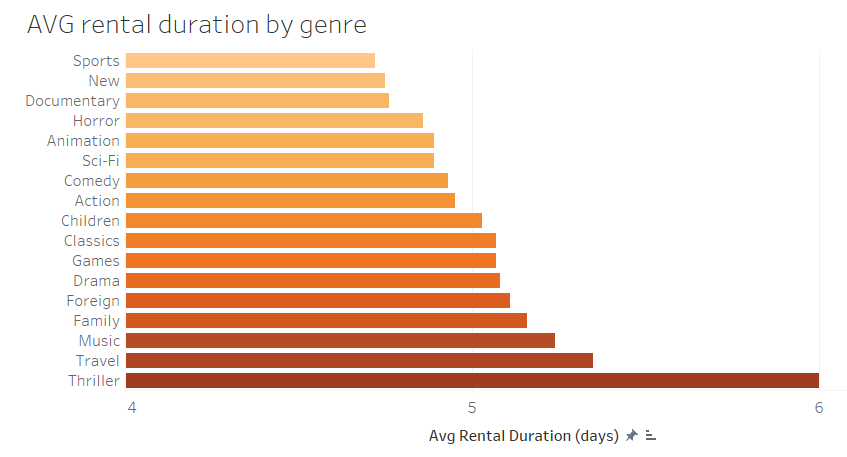 AVG rental duration by genre
Sports
New
Documentary
Horror
Animation
Sci-Fi
Comedy
Action
Children
Classics
Games
Drama
Foreign
Family
Music
Travel
Thriller
4 5 6
Avg Rental Duration (days)